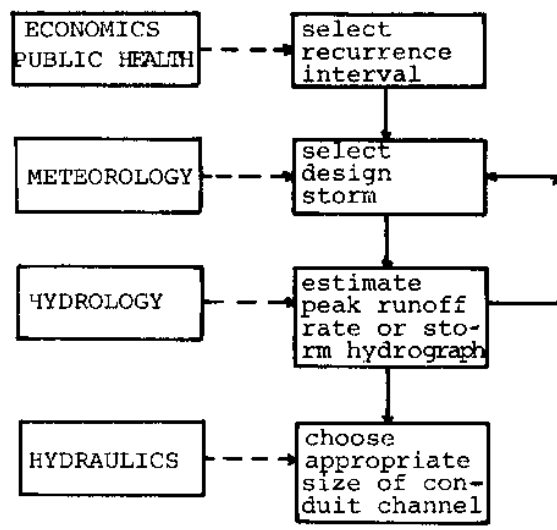 ECONOMICS
PUBLIC HEALTH
select
recurrence
interval
METEOROLOGY
select
design
storm
HYDROLOGY
estimate
peak runoff
rate or sto-
rm hydrograph
HYDRAULICS
choose
appropriate
size of con-
duit channel